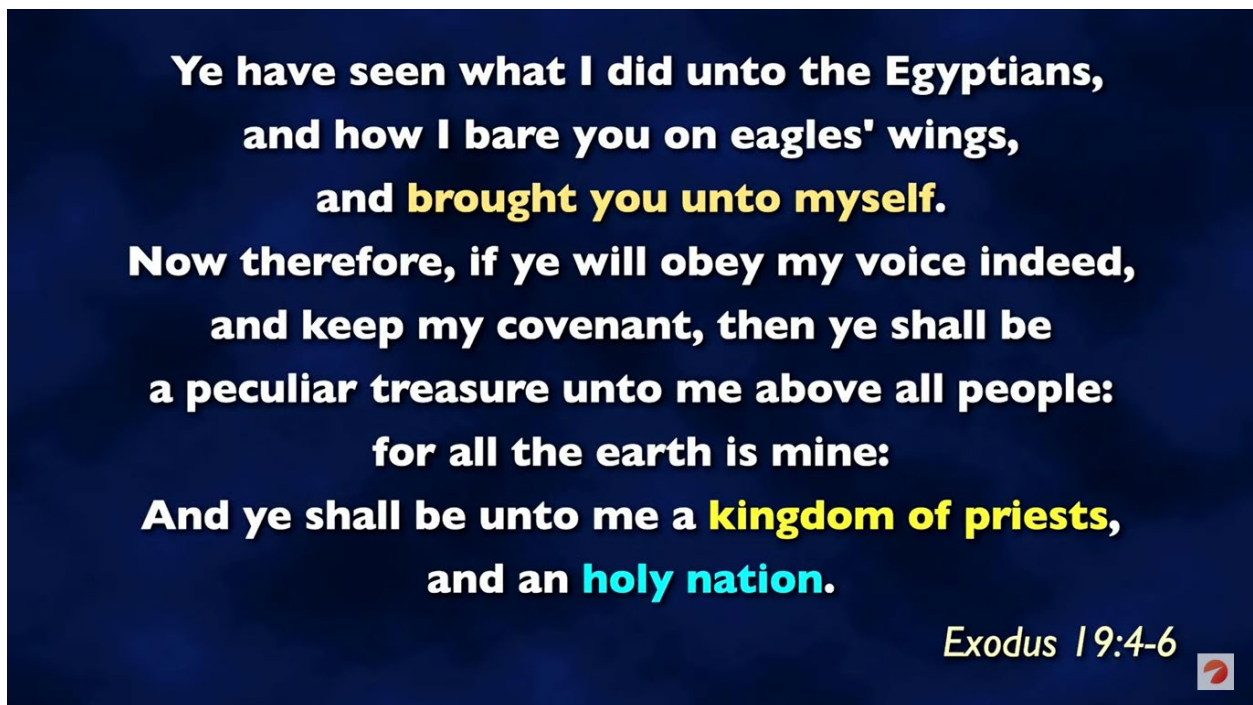 Ye have seen what I did unto the Egyptians,
and how I bare you on eagles' wings,
and brought you unto myself.
Now therefore, if ye will obey my voice indeed,
and keep my covenant, then ye shall be
a peculiar treasure unto me above all people:
for all the earth is mine:
And ye shall be unto me a kingdom of priests,
and an holy nation.
Exodus 19:4-6